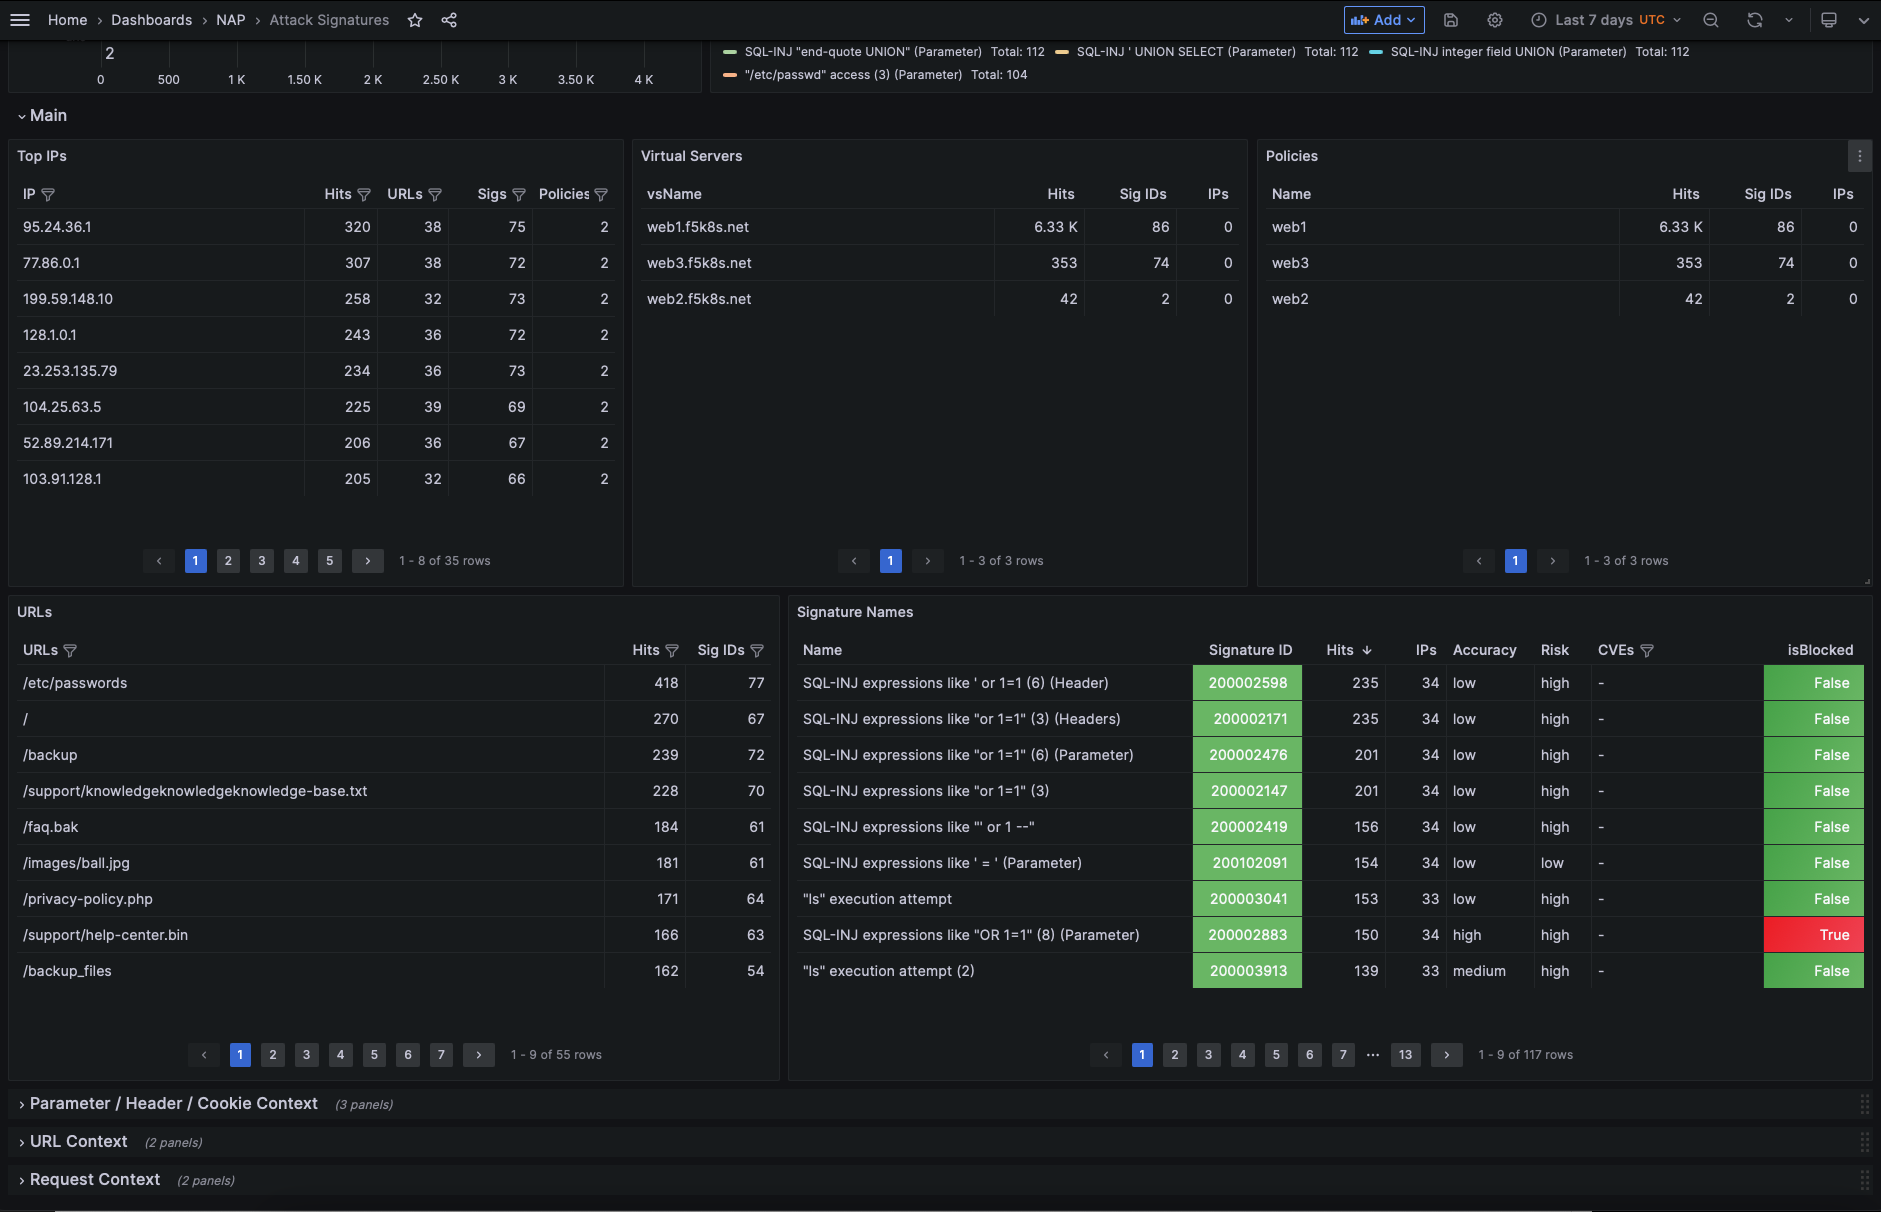 Home › Dashboards › NAP › Attack Signatures
Add
Last 7 days UTC
2
0 500 1 K 1.50 K 2 K 2.50 K 3 K 3.50 K 4 K
SQL-INJ "end-quote UNION" (Parameter) Total: 112 SQL-INJ ' UNION SELECT (Parameter) Total: 112 SQL-INJ integer field UNION (Parameter) Total: 112
"/etc/passwd" access (3) (Parameter) Total: 104
Main
Top IPs
IP Hits URLs Sigs Policies
95.24.36.1 320 38 75 2
77.86.0.1 307 38 72 2
199.59.148.10 258 32 73 2
128.1.0.1 243 36 72 2
23.253.135.79 234 36 73 2
104.25.63.5 225 39 69 2
52.89.214.171 206 36 67 2
103.91.128.1 205 32 66 2
‹ 1 2 3 4 5 › 1 - 8 of 35 rows
Virtual Servers
vsName Hits Sig IDs IPs
web1.f5k8s.net 6.33 K 86 0
web3.f5k8s.net 353 74 0
web2.f5k8s.net 42 2 0
‹ 1 › 1 - 3 of 3 rows
Policies
Name Hits Sig IDs IPs
web1 6.33 K 86 0
web3 353 74 0
web2 42 2 0
‹ 1 › 1 - 3 of 3 rows
URLs
URLs Hits Sig IDs
/etc/passwords 418 77
/ 270 67
/backup 239 72
/support/knowledgeknowledgeknowledge-base.txt 228 70
/faq.bak 184 61
/images/ball.jpg 181 61
/privacy-policy.php 171 64
/support/help-center.bin 166 63
/backup_files 162 54
‹ 1 2 3 4 5 6 7 › 1 - 9 of 55 rows
Signature Names
Name Signature ID Hits ↓ IPs Accuracy Risk CVEs isBlocked
SQL-INJ expressions like ' or 1=1 (6) (Header) 200002598 235 34 low high - False
SQL-INJ expressions like "or 1=1" (3) (Headers) 200002171 235 34 low high - False
SQL-INJ expressions like "or 1=1" (6) (Parameter) 200002476 201 34 low high - False
SQL-INJ expressions like "or 1=1" (3) 200002147 201 34 low high - False
SQL-INJ expressions like "' or 1 --" 200002419 156 34 low high - False
SQL-INJ expressions like ' = ' (Parameter) 200102091 154 34 low low - False
"ls" execution attempt 200003041 153 33 low high - False
SQL-INJ expressions like "OR 1=1" (8) (Parameter) 200002883 150 34 high high - True
"ls" execution attempt (2) 200003913 139 33 medium high - False
‹ 1 2 3 4 5 6 7 ··· 13 › 1 - 9 of 117 rows
Parameter / Header / Cookie Context (3 panels)
URL Context (2 panels)
Request Context (2 panels)